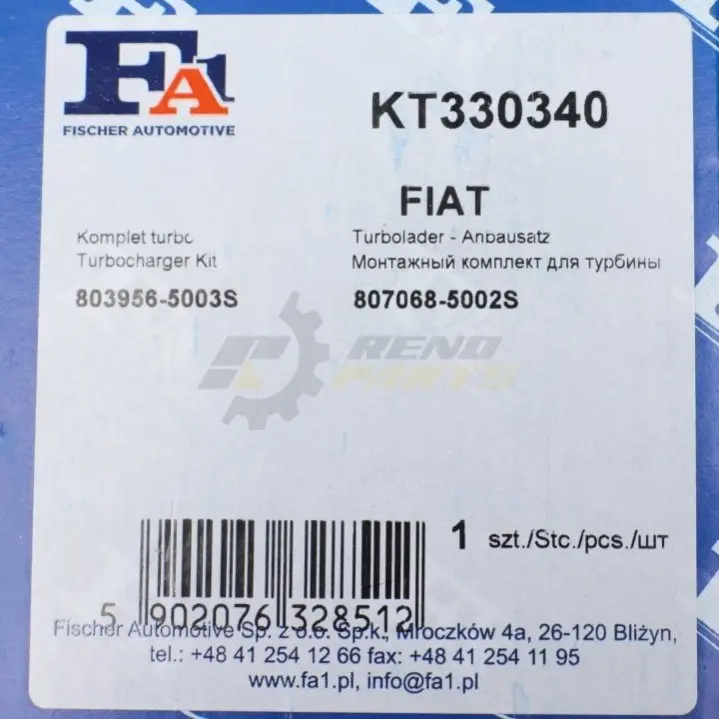 FA1
FISCHER AUTOMOTIVE
KT330340
FIAT
Komplet turbo
Turbocharger Kit
803956-5003S
Turbolader - Anbausatz
Монтажный комплект для турбины
807068-5002S
RENO
PARTS
1 szt./Stc./pcs./шт
5 902076 328512
Fischer Automotive Sp. z o.o. Sp.k., Mroczków 4a, 26-120 Bliżyn,
tel.: +48 41 254 12 66 fax: +48 41 254 11 95
www.fa1.pl, info@fa1.pl